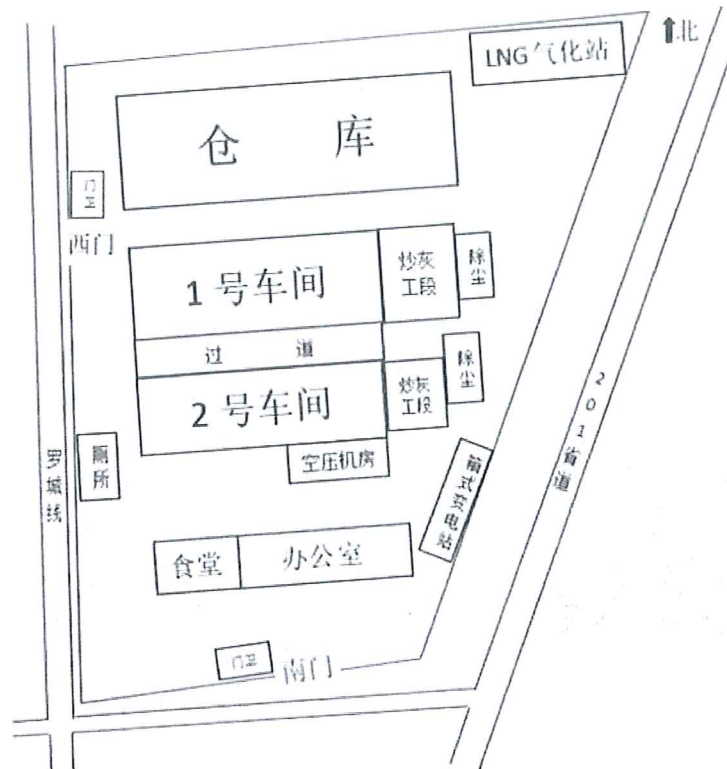 北
LNG气化站
仓 库
门卫
西门
1号车间
炒灰
工段
除尘
过 道
2号车间
炒灰
工段
除尘
空压机房
厕所
罗城线
201省道
箱式变电站
食堂
办公室
门卫
南门